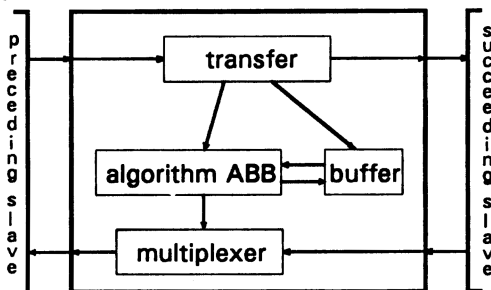 preceding slave
transfer
succeeding slave
algorithm ABB
buffer
multiplexer